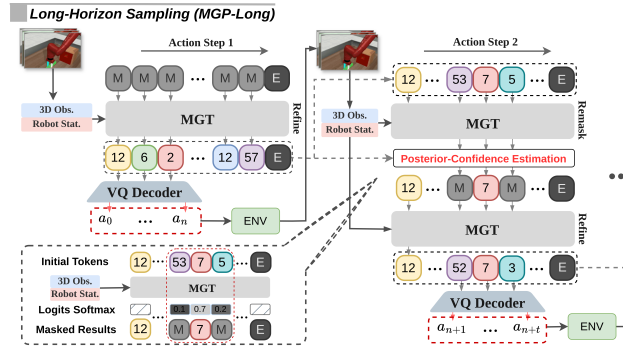 Long-Horizon Sampling (MGP-Long)
Action Step 1
M M M ... M M E
3D Obs.
Robot Stat.
MGT
Refine
12 6 2 ... 12 57 E
VQ Decoder
a0 ... an
ENV
Action Step 2
12 ... 53 7 5 ... E
3D Obs.
Robot Stat.
MGT
Remask
Posterior-Confidence Estimation
12 ... M 7 M ... E
MGT
Refine
12 ... 52 7 3 ... E
VQ Decoder
an+1 ... an+t
ENV
...
Initial Tokens 12 ... 53 7 5 ... E
3D Obs.
Robot Stat.
MGT
Logits Softmax 0.1 0.7 0.2
Masked Results 12 ... M 7 M ... E